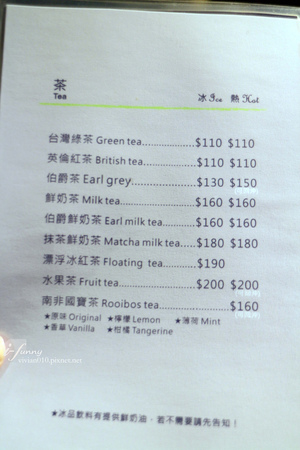 茶
Tea
冰 Ice 熱 Hot
台灣綠茶 Green tea................$110 $110
英倫紅茶 British tea...............$110 $110
伯爵茶 Earl grey....................$130 $150
鮮奶茶 Milk tea.....................$160 $160
伯爵鮮奶茶 Earl milk tea..........$160 $160
抹茶鮮奶茶 Matcha milk tea......$180 $180
漂浮冰紅茶 Floating tea..........$190
水果茶 Fruit tea.....................$200 $200
南非國寶茶 Rooibos tea.....................$160
★原味 Original ★檸檬 Lemon ★薄荷 Mint
★香草 Vanilla ★柑橘 Tangerine
★冰品飲料有提供鮮奶油，若不需要請先告知！